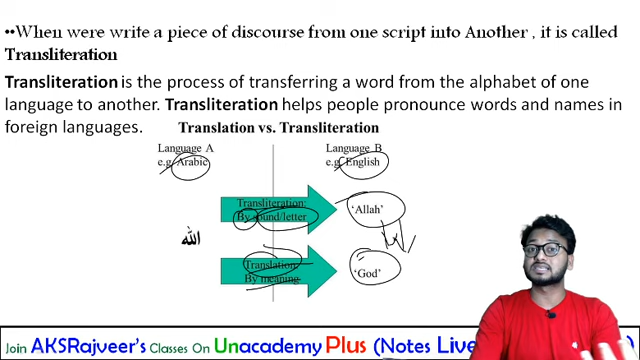 ••When were write a piece of discourse from one script into Another , it is called
Transliteration
Transliteration is the process of transferring a word from the alphabet of one
language to another. Transliteration helps people pronounce words and names in
foreign languages.
Translation vs. Transliteration
Language A
e.g. Arabic
Language B
e.g. English
Transliteration:
By sound/letter
‘Allah’
الله
Translation:
By meaning
‘God’
Join AKSRajveer's Classes On Unacademy Plus (Notes Live